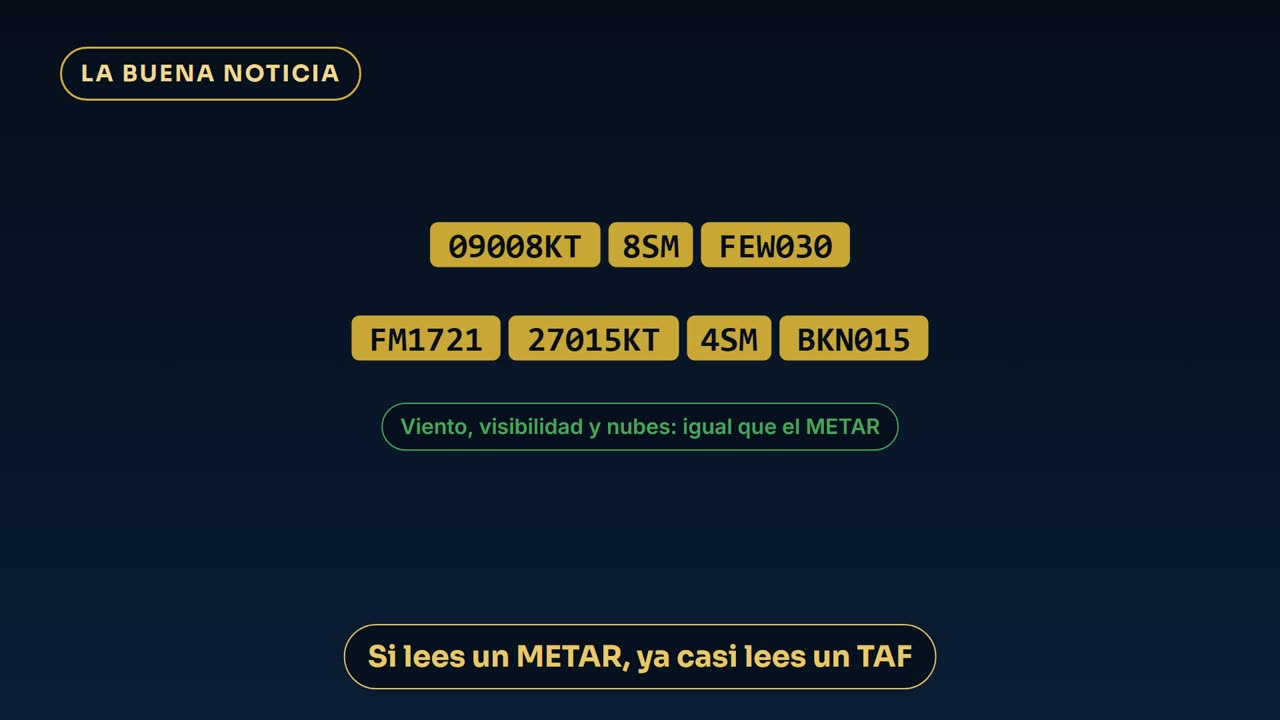 LA BUENA NOTICIA
09008KT 8SM FEW030
FM1721 27015KT 4SM BKN015
Viento, visibilidad y nubes: igual que el METAR
Si lees un METAR, ya casi lees un TAF